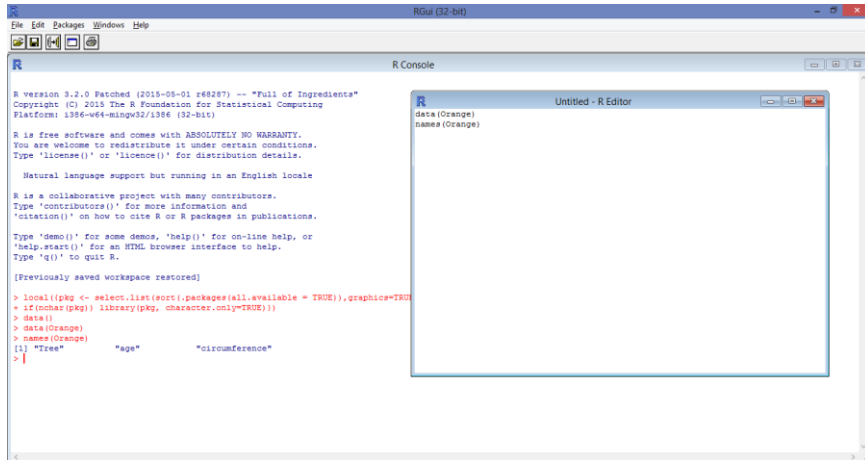 RGui (32-bit)
File Edit Packages Windows Help
R Console
R version 3.2.0 Patched (2015-05-01 r68287) -- "Full of Ingredients"
Copyright (C) 2015 The R Foundation for Statistical Computing
Platform: i386-w64-mingw32/i386 (32-bit)
R is free software and comes with ABSOLUTELY NO WARRANTY.
You are welcome to redistribute it under certain conditions.
Type 'license()' or 'licence()' for distribution details.
Natural language support but running in an English locale
R is a collaborative project with many contributors.
Type 'contributors()' for more information and
'citation()' on how to cite R or R packages in publications.
Type 'demo()' for some demos, 'help()' for on-line help, or
'help.start()' for an HTML browser interface to help.
Type 'q()' to quit R.
[Previously saved workspace restored]
> local({pkg <- select.list(sort(.packages(all.available = TRUE)),graphics=TRU
+ if(nchar(pkg)) library(pkg, character.only=TRUE)})
> data()
> data(Orange)
> names(Orange)
[1] "Tree" "age" "circumference"
>
Untitled - R Editor
data(Orange)
names(Orange)